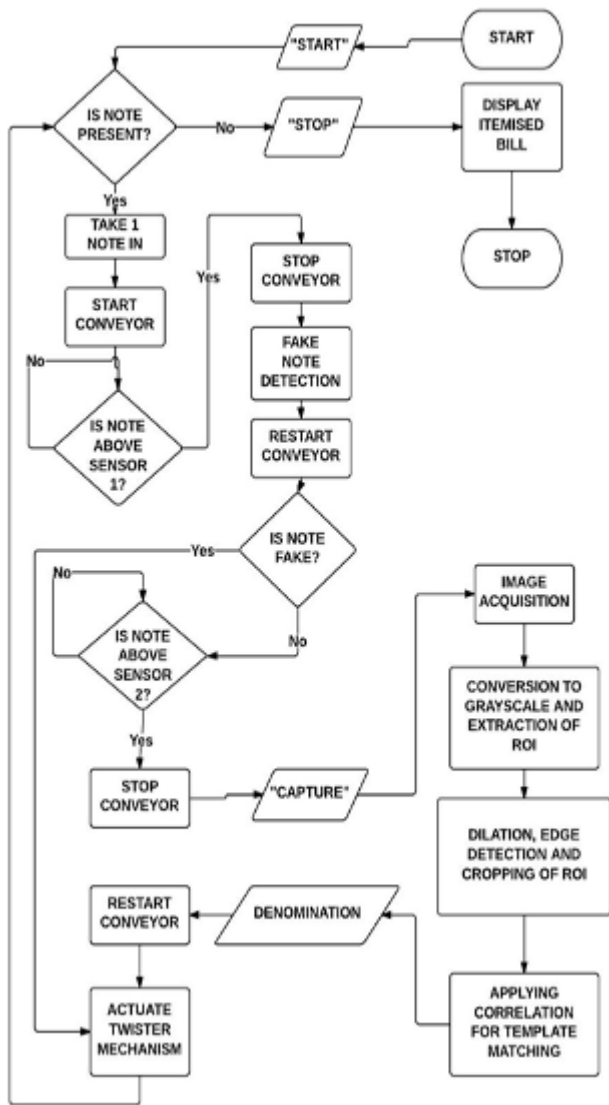 START
"START"
IS NOTE
PRESENT?
No
"STOP"
DISPLAY
ITEMISED
BILL
STOP
Yes
TAKE 1
NOTE IN
START
CONVEYOR
No
IS NOTE
ABOVE
SENSOR
1?
Yes
STOP
CONVEYOR
FAKE
NOTE
DETECTION
RESTART
CONVEYOR
IS NOTE
FAKE?
Yes
No
No
IS NOTE
ABOVE
SENSOR
2?
Yes
STOP
CONVEYOR
"CAPTURE"
IMAGE
ACQUISITION
CONVERSION TO
GRAYSCALE AND
EXTRACTION OF
ROI
DILATION, EDGE
DETECTION AND
CROPPING OF ROI
APPLYING
CORRELATION
FOR TEMPLATE
MATCHING
DENOMINATION
RESTART
CONVEYOR
ACTUATE
TWISTER
MECHANISM